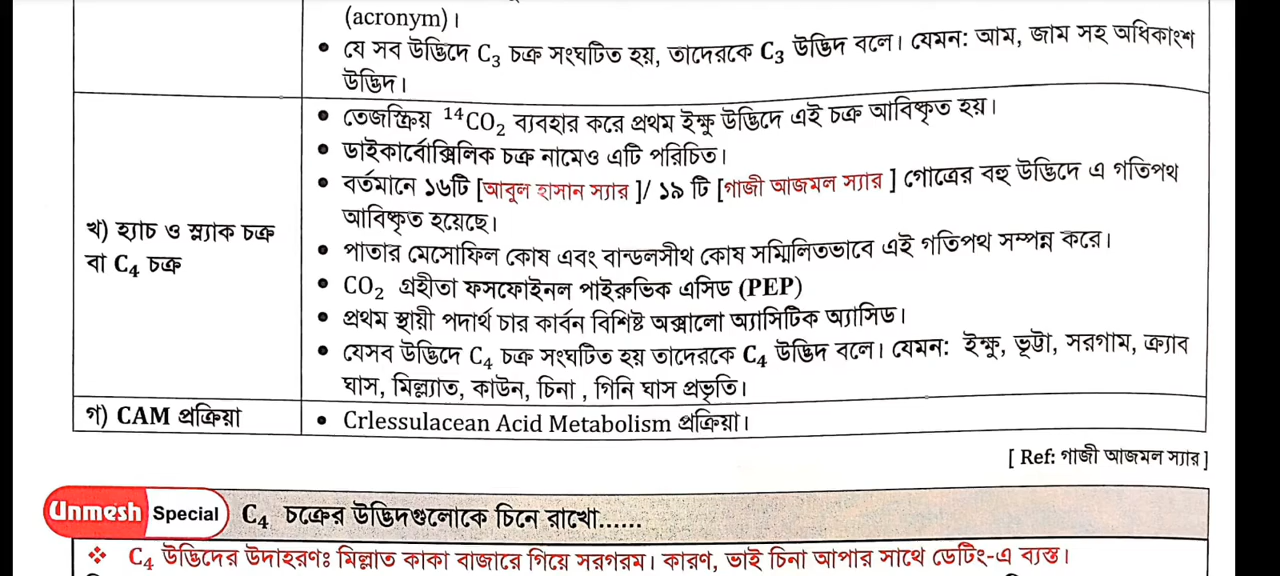 (acronym)।
• যে সব উদ্ভিদে C₃ চক্র সংঘটিত হয়, তাদেরকে C₃ উদ্ভিদ বলে। যেমন: আম, জাম সহ অধিকাংশ
উদ্ভিদ।
খ) হ্যাচ ও স্ল্যাক চক্র
বা C₄ চক্র
• তেজস্ক্রিয় ¹⁴CO₂ ব্যবহার করে প্রথম ইক্ষু উদ্ভিদে এই চক্র আবিষ্কৃত হয়।
• ডাইকার্বোক্সিলিক চক্র নামেও এটি পরিচিত।
• বর্তমানে ১৬টি [আবুল হাসান স্যার]/ ১৯ টি [গাজী আজমল স্যার ] গোত্রের বহু উদ্ভিদে এ গতিপথ
আবিষ্কৃত হয়েছে।
• পাতার মেসোফিল কোষ এবং বান্ডলসীথ কোষ সম্মিলিতভাবে এই গতিপথ সম্পন্ন করে।
• CO₂ গ্রহীতা ফসফোইনল পাইরুভিক এসিড (PEP)
• প্রথম স্থায়ী পদার্থ চার কার্বন বিশিষ্ট অক্সালো অ্যাসিটিক অ্যাসিড।
• যেসব উদ্ভিদে C₄ চক্র সংঘটিত হয় তাদেরকে C₄ উদ্ভিদ বলে। যেমন: ইক্ষু, ভূট্টা, সরগাম, ক্র্যাব
ঘাস, মিল্ল্যাত, কাউন, চিনা , গিনি ঘাস প্রভৃতি।
গ) CAM প্রক্রিয়া
• Crlessulacean Acid Metabolism প্রক্রিয়া।
[ Ref: গাজী আজমল স্যার ]
Unmesh Special C₄ চক্রের উদ্ভিদগুলোকে চিনে রাখো......
❖ C₄ উদ্ভিদের উদাহরণঃ মিল্লাত কাকা বাজারে গিয়ে সরগরম। কারণ, ভাই চিনা আপার সাথে ডেটিং-এ ব্যস্ত।